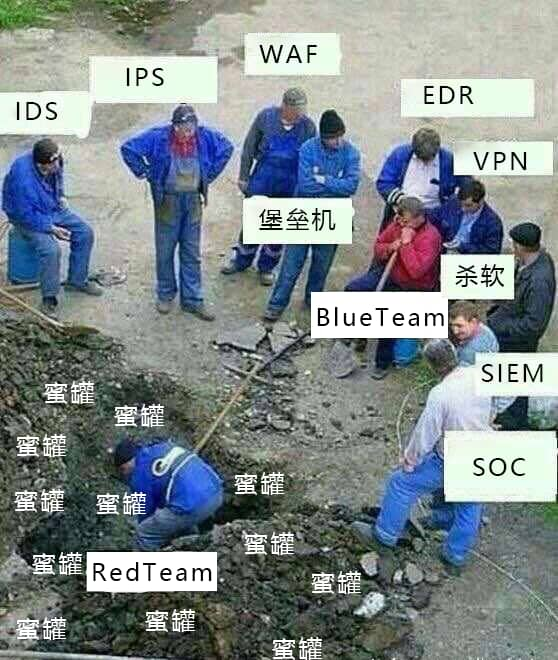 WAF
IPS
EDR
IDS
VPN
堡垒机
杀软
BlueTeam
SIEM
蜜罐
蜜罐
蜜罐
SOC
蜜罐
蜜罐
蜜罐
蜜罐
蜜罐
RedTeam
蜜罐
蜜罐
蜜罐
蜜罐